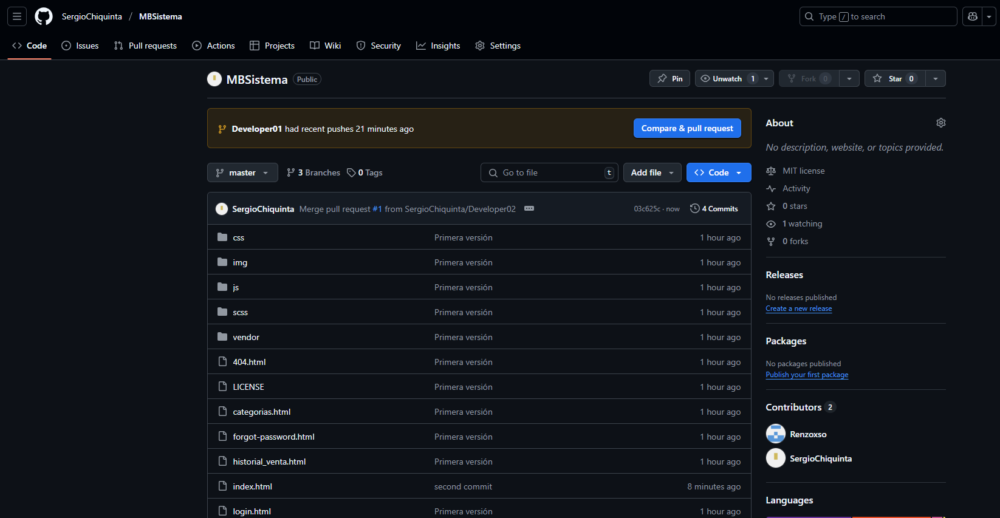 SergioChiquinta / MBSistema
Type / to search
Code Issues Pull requests Actions Projects Wiki Security Insights Settings
MBSistema Public
Pin Unwatch 1 Fork 0 Star 0
Developer01 had recent pushes 21 minutes ago
Compare & pull request
master 3 Branches 0 Tags
Go to file t Add file Code
SergioChiquinta Merge pull request #1 from SergioChiquinta/Developer02 03c625c · now 4 Commits
css Primera versión 1 hour ago
img Primera versión 1 hour ago
js Primera versión 1 hour ago
scss Primera versión 1 hour ago
vendor Primera versión 1 hour ago
404.html Primera versión 1 hour ago
LICENSE Primera versión 1 hour ago
categorias.html Primera versión 1 hour ago
forgot-password.html Primera versión 1 hour ago
historial_venta.html Primera versión 1 hour ago
index.html second commit 8 minutes ago
login.html Primera versión 1 hour ago
About
No description, website, or topics provided.
MIT license
Activity
0 stars
1 watching
0 forks
Releases
No releases published
Create a new release
Packages
No packages published
Publish your first package
Contributors 2
Renzoxso
SergioChiquinta
Languages